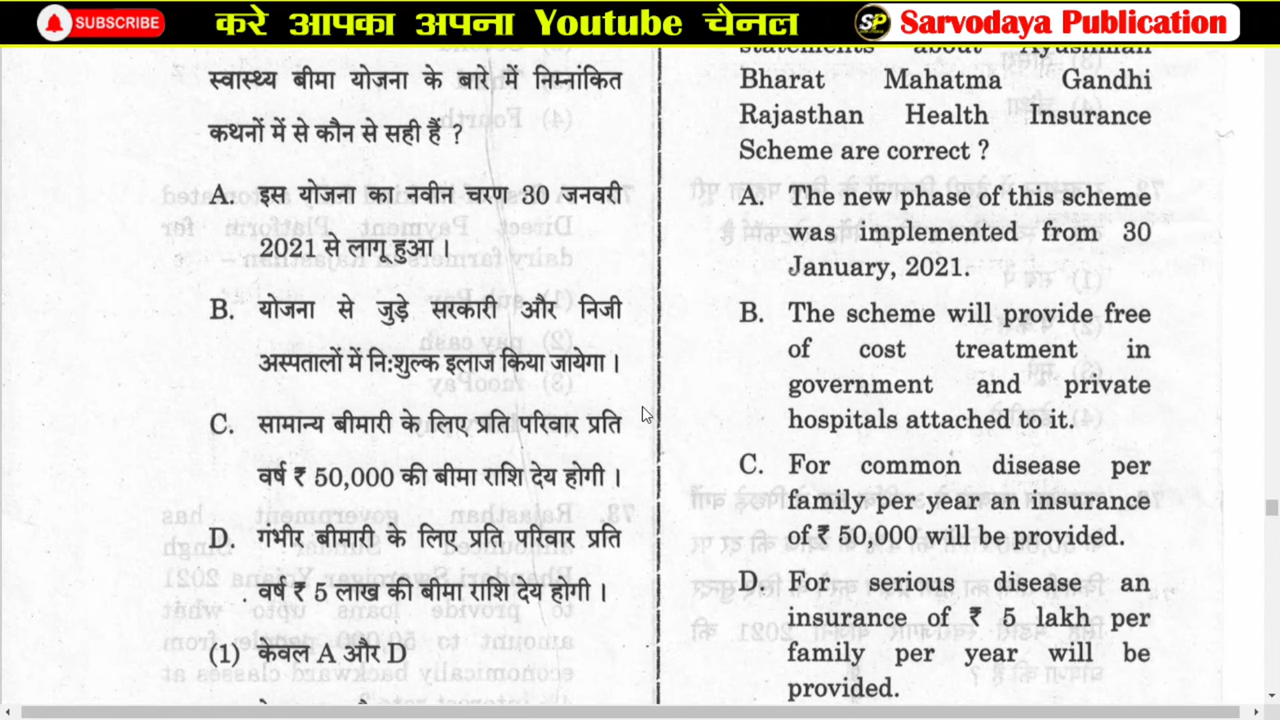 SUBSCRIBE
करे आपका अपना Youtube चैनल
SP
Sarvodaya Publication
स्वास्थ्य बीमा योजना के बारे में निम्नांकित
कथनों में से कौन से सही हैं ?
A. इस योजना का नवीन चरण 30 जनवरी
2021 से लागू हुआ ।
B. योजना से जुड़े सरकारी और निजी
अस्पतालों में नि:शुल्क इलाज किया जायेगा ।
C. सामान्य बीमारी के लिए प्रति परिवार प्रति
वर्ष ₹ 50,000 की बीमा राशि देय होगी ।
D. गंभीर बीमारी के लिए प्रति परिवार प्रति
वर्ष ₹ 5 लाख की बीमा राशि देय होगी ।
(1) केवल A और D
statements about Ayushman
Bharat Mahatma Gandhi
Rajasthan Health Insurance
Scheme are correct ?
A. The new phase of this scheme
was implemented from 30
January, 2021.
B. The scheme will provide free
of cost treatment in
government and private
hospitals attached to it.
C. For common disease per
family per year an insurance
of ₹ 50,000 will be provided.
D. For serious disease an
insurance of ₹ 5 lakh per
family per year will be
provided.